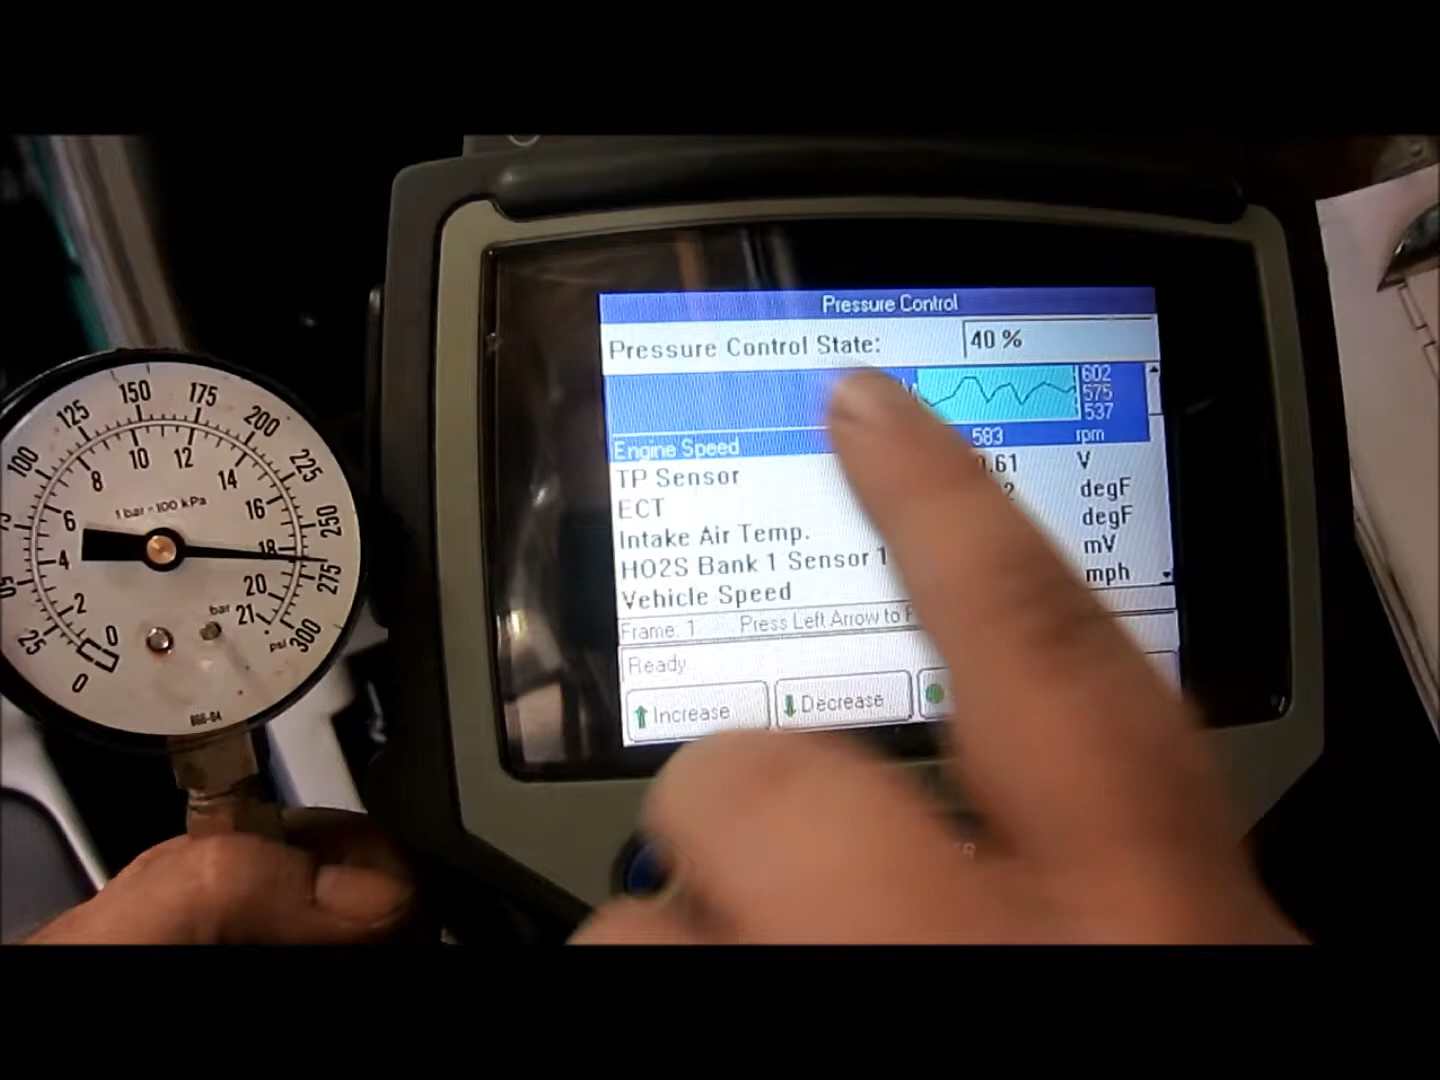 Pressure Control
Pressure Control State: 40 %
602
575
537
Engine Speed 583 rpm
TP Sensor .61 V
ECT 2 degF
Intake Air Temp. degF
HO2S Bank 1 Sensor 1 mV
Vehicle Speed mph
Frame: 1 Press Left Arrow to
Ready
Increase Decrease
0 25 75 100 125 150 175 200 225 250 275 300
psi
0 2 4 6 8 10 12 14 16 18 20 21
bar
1 bar = 100 kPa